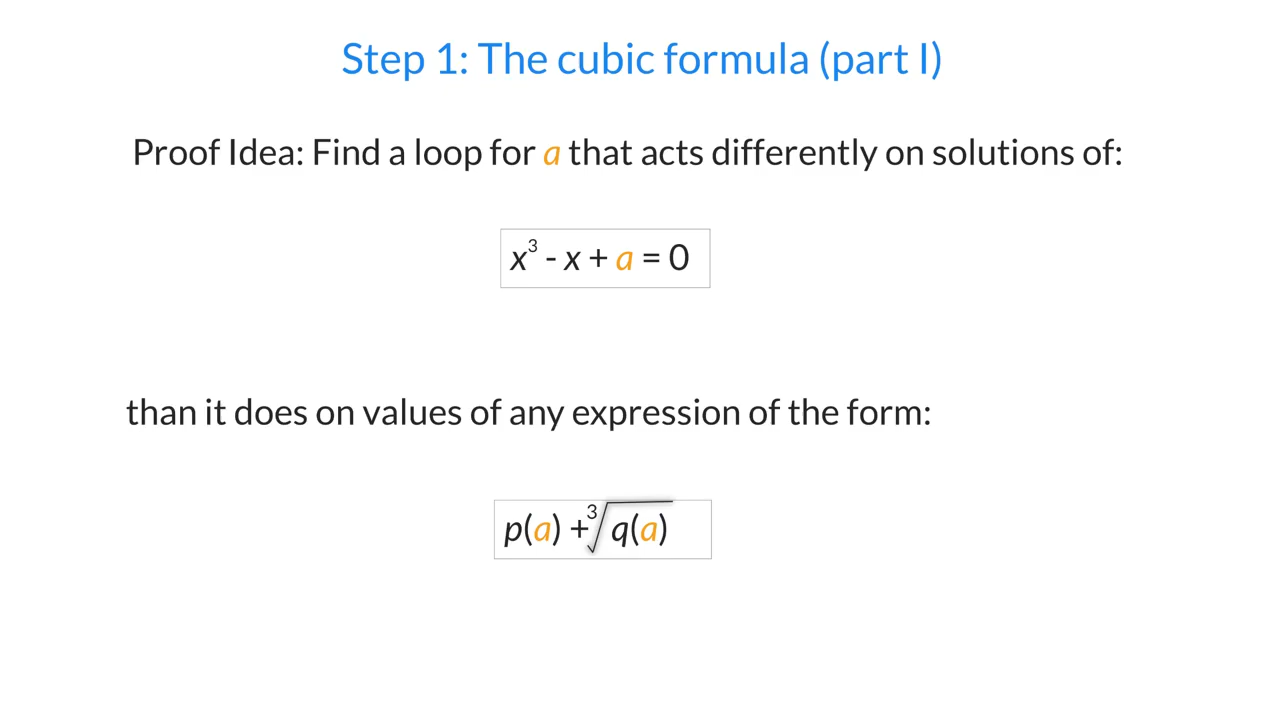 Step 1: The cubic formula (part I)
Proof Idea: Find a loop for a that acts differently on solutions of:
x³ - x + a = 0
than it does on values of any expression of the form:
p(a) + ∛q(a)